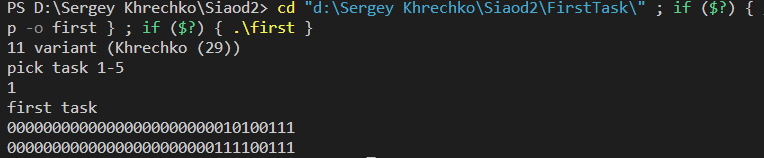 PS D:\Sergey Khrechko\Siaod2> cd "d:\Sergey Khrechko\Siaod2\FirstTask\" ; if ($?) {
p -o first } ; if ($?) { .\first }
11 variant (Khrechko (29))
pick task 1-5
1
first task
00000000000000000000000010100111
00000000000000000000000111100111